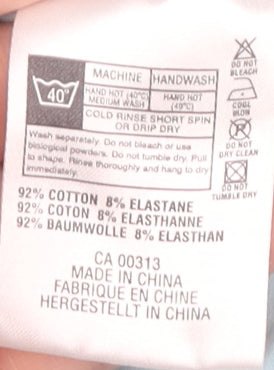 MACHINE HANDWASH
40°
HAND HOT (40°C) HAND HOT
MEDIUM WASH (40°C)
COLD RINSE SHORT SPIN
OR DRIP DRY
Wash separately. Do not bleach or use
biological powders. Do not tumble dry. Pull
to shape. Rinse thoroughly and hang to dry
immediately.
DO NOT
BLEACH
COOL
IRON
DO NOT
DRY CLEAN
DO NOT
TUMBLE DRY
92% COTTON 8% ELASTANE
92% COTON 8% ELASTHANNE
92% BAUMWOLLE 8% ELASTHAN
CA 00313
MADE IN CHINA
FABRIQUE EN CHINE
HERGESTELLT IN CHINA